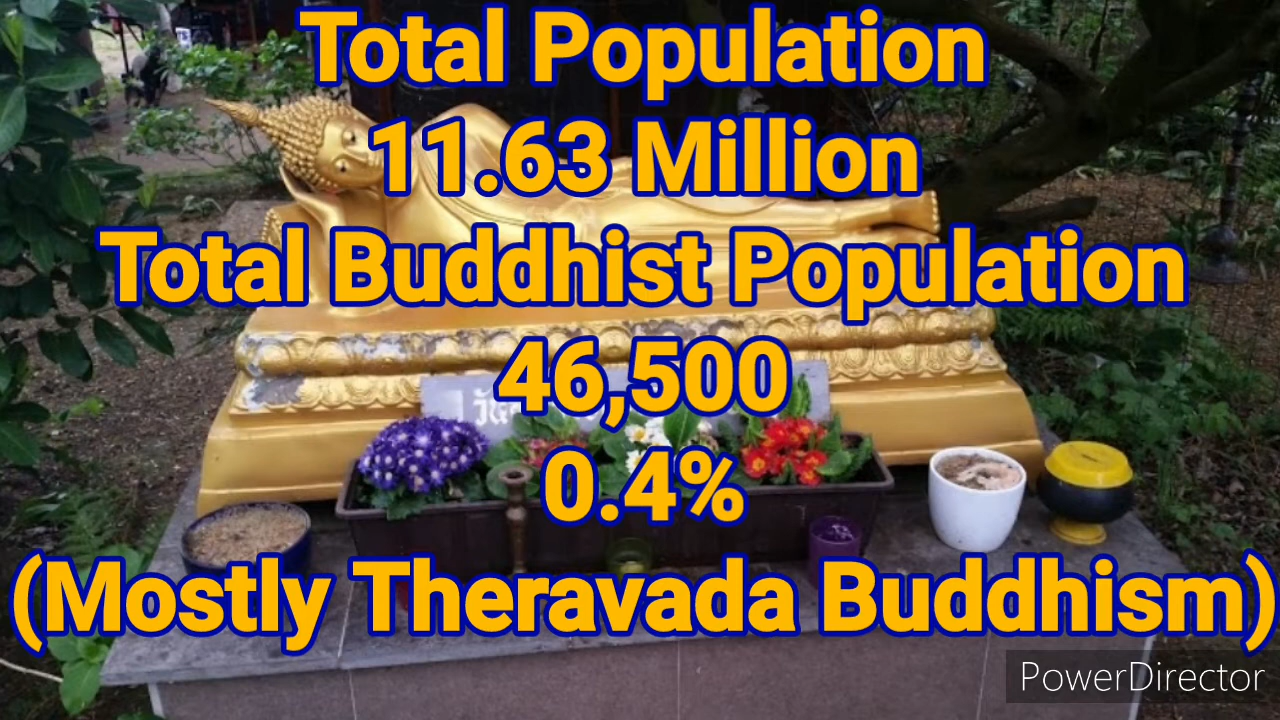 Total Population
11.63 Million
Total Buddhist Population
46,500
0.4%
(Mostly Theravada Buddhism)
PowerDirector